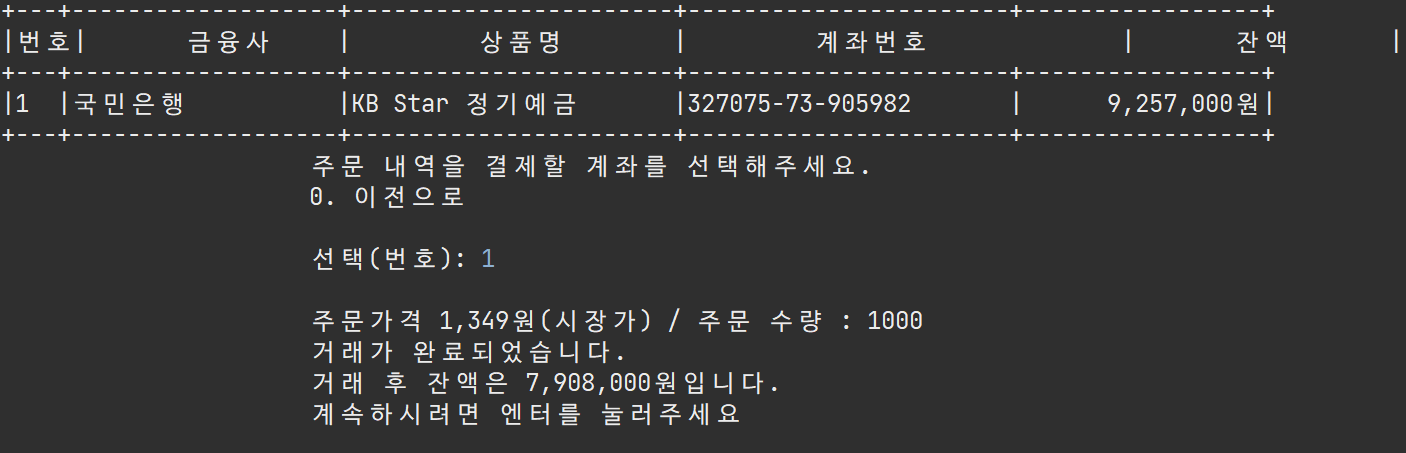 +---+-------------------+-----------------------+-----------------------+-----------------+
|번호|       금융사     |         상품명        |         계좌번호             |       잔액       |
+---+-------------------+-----------------------+-----------------------+-----------------+
|1  |국민은행           |KB Star 정기예금       |327075-73-905982       |      9,257,000원|
+---+-------------------+-----------------------+-----------------------+-----------------+
주문 내역을 결제할 계좌를 선택해주세요.
0. 이전으로
선택(번호): 1
주문가격 1,349원(시장가) / 주문 수량 : 1000
거래가 완료되었습니다.
거래 후 잔액은 7,908,000원입니다.
계속하시려면 엔터를 눌러주세요